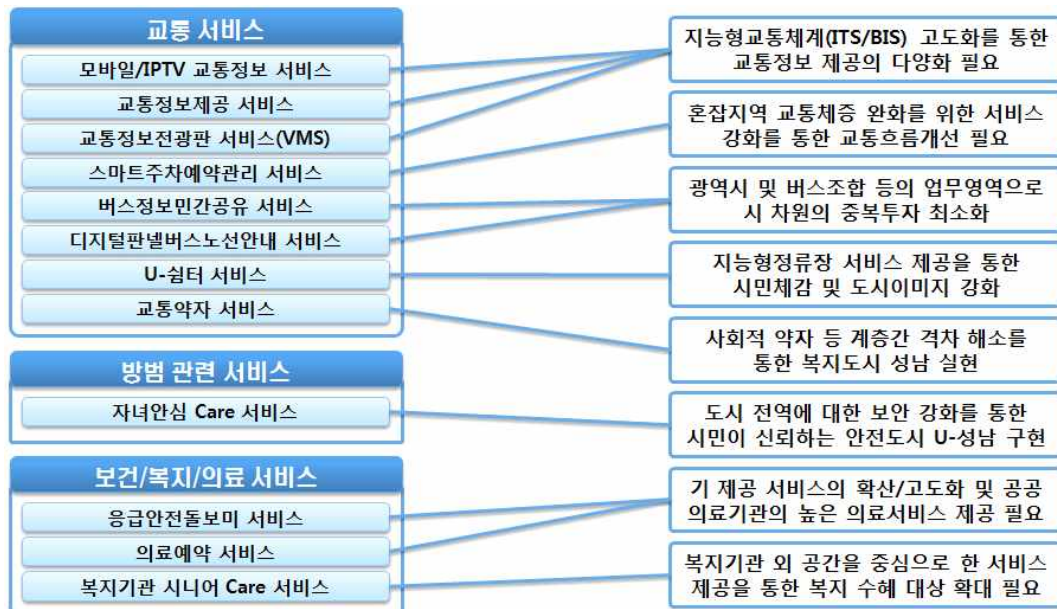 교통 서비스
모바일/IPTV 교통정보 서비스
교통정보제공 서비스
교통정보전광판 서비스(VMS)
스마트주차예약관리 서비스
버스정보민간공유 서비스
디지털판넬버스노선안내 서비스
U-쉼터 서비스
교통약자 서비스
방범 관련 서비스
자녀안심 Care 서비스
보건/복지/의료 서비스
응급안전돌보미 서비스
의료예약 서비스
복지기관 시니어 Care 서비스
지능형교통체계(ITS/BIS) 고도화를 통한
교통정보 제공의 다양화 필요
혼잡지역 교통체증 완화를 위한 서비스
강화를 통한 교통흐름개선 필요
광역시 및 버스조합 등의 업무영역으로
시 차원의 중복투자 최소화
지능형정류장 서비스 제공을 통한
시민체감 및 도시이미지 강화
사회적 약자 등 계층간 격차 해소를
통한 복지도시 성남 실현
도시 전역에 대한 보안 강화를 통한
시민이 신뢰하는 안전도시 U-성남 구현
기 제공 서비스의 확산/고도화 및 공공
의료기관의 높은 의료서비스 제공 필요
복지기관 외 공간을 중심으로 한 서비스
제공을 통한 복지 수혜 대상 확대 필요